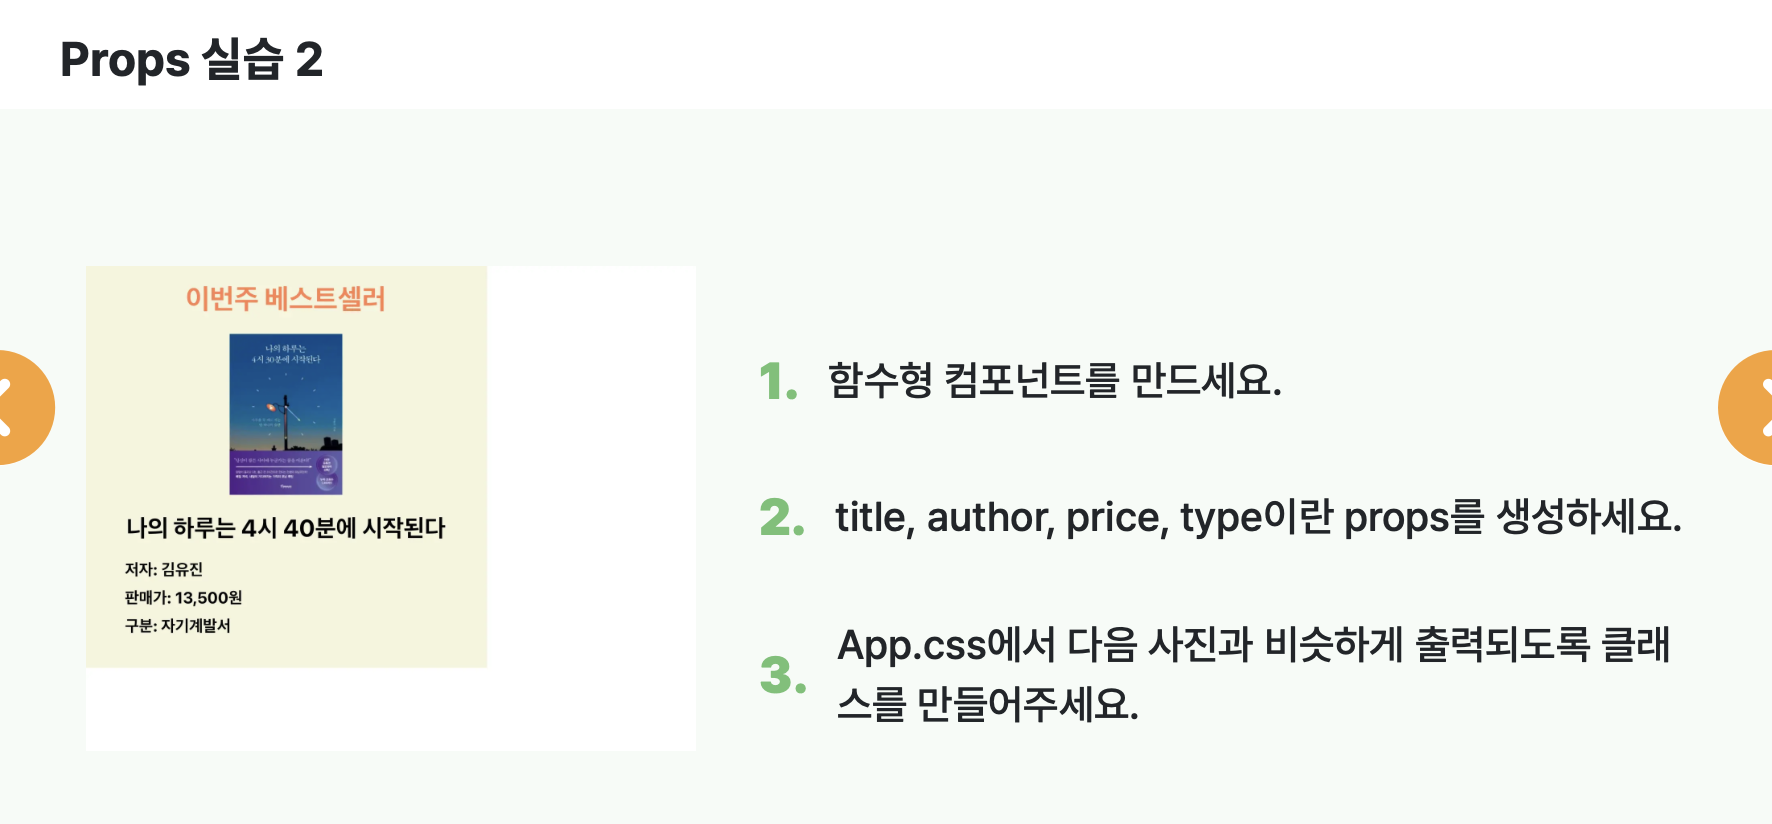 Props 실습 2
이번주 베스트셀러
나의 하루는
4시 30분에 시작된다
나의 하루는 4시 40분에 시작된다
저자: 김유진
판매가: 13,500원
구분: 자기계발서
1. 함수형 컴포넌트를 만드세요.
2. title, author, price, type이란 props를 생성하세요.
3. App.css에서 다음 사진과 비슷하게 출력되도록 클래
스를 만들어주세요.